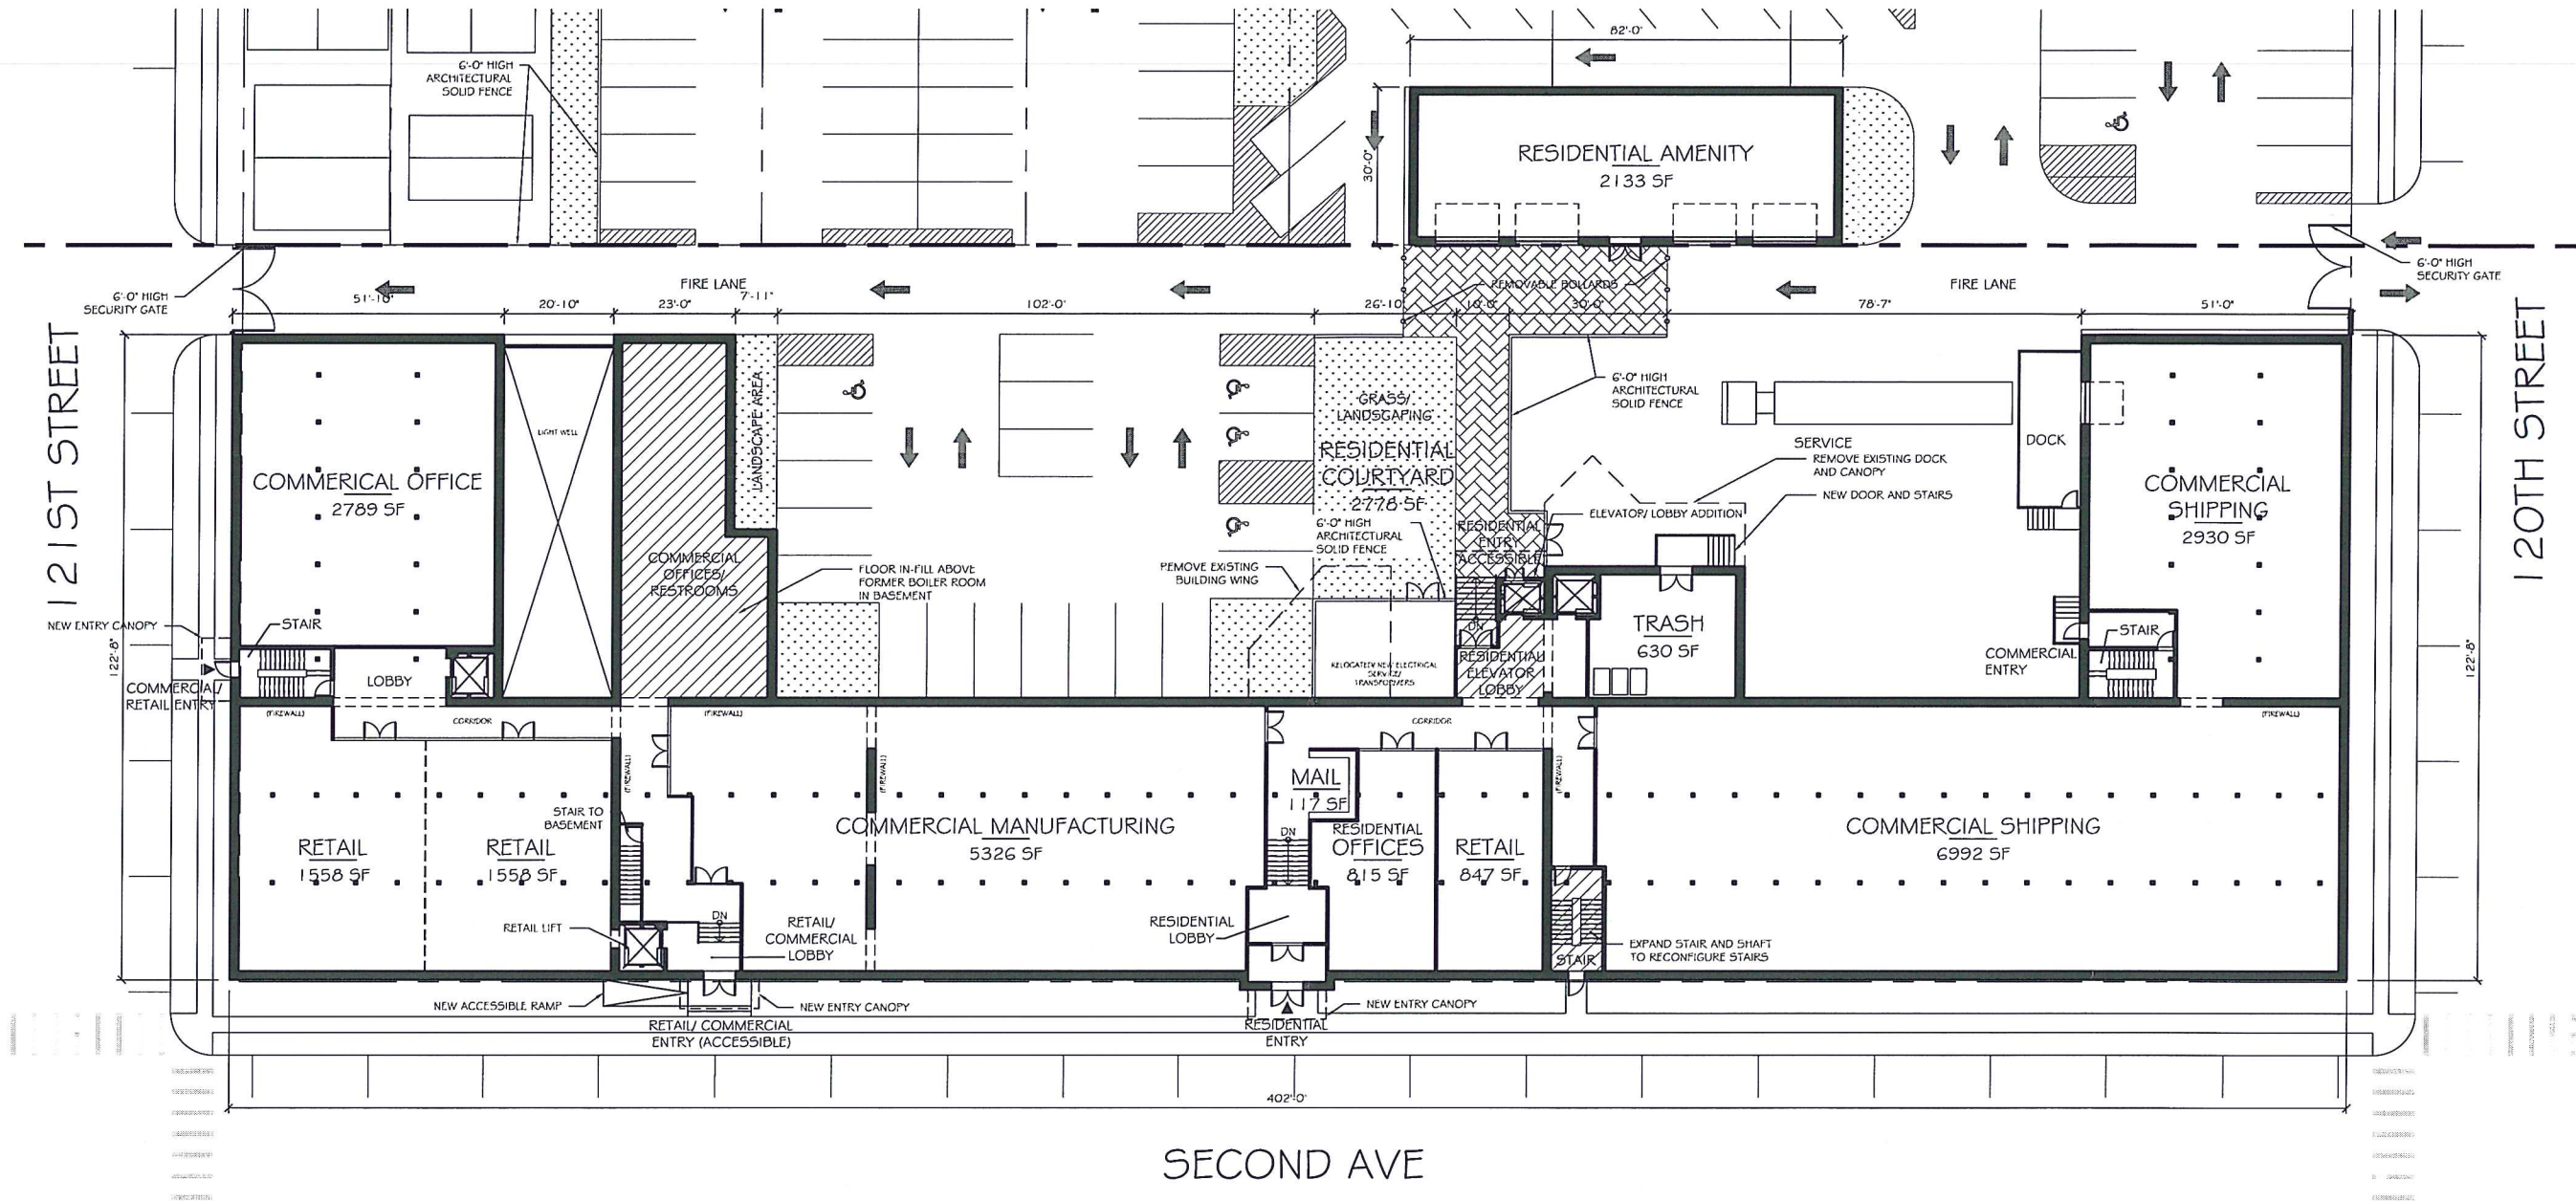 82'-0"
6'-0" HIGH
ARCHITECTURAL
SOLID FENCE
30'-0"
RESIDENTIAL AMENITY
2133 SF
6'-0" HIGH
SECURITY GATE
FIRE LANE
REMOVABLE BOLLARDS
FIRE LANE
6'-0" HIGH
SECURITY GATE
51'-10"
20'-10"
23'-0"
7'-11"
102'-0"
26'-10"
10'-0"
30'-0"
78'-7"
51'-0"
121ST STREET
120TH STREET
122'-8"
122'-8"
COMMERICAL OFFICE
2789 SF
LIGHT WELL
COMMERCIAL
OFFICES/
RESTROOMS
LANDSCAPE AREA
FLOOR IN-FILL ABOVE
FORMER BOILER ROOM
IN BASEMENT
GRASS/
LANDSCAPING
RESIDENTIAL
COURTYARD
2778 SF
6'-0" HIGH
ARCHITECTURAL
SOLID FENCE
REMOVE EXISTING
BUILDING WING
6'-0" HIGH
ARCHITECTURAL
SOLID FENCE
SERVICE
REMOVE EXISTING DOCK
AND CANOPY
NEW DOOR AND STAIRS
ELEVATOR/ LOBBY ADDITION
RESIDENTIAL
ENTRY
ACCESSIBLE
DOCK
COMMERCIAL
SHIPPING
2930 SF
NEW ENTRY CANOPY
STAIR
LOBBY
COMMERCIAL/
RETAIL ENTRY
RELOCATED/ NEW ELECTRICAL
SERVICE/
TRANSFORMERS
DN
RESIDENTIAL
ELEVATOR
LOBBY
TRASH
630 SF
COMMERCIAL
ENTRY
STAIR
(FIREWALL)
CORRIDOR
(FIREWALL)
CORRIDOR
(FIREWALL)
(FIREWALL)
(FIREWALL)
(FIREWALL)
RETAIL
1558 SF
RETAIL
1558 SF
STAIR TO
BASEMENT
COMMERCIAL MANUFACTURING
5326 SF
MAIL
117 SF
DN
RESIDENTIAL
OFFICES
815 SF
RETAIL
847 SF
COMMERCIAL SHIPPING
6992 SF
RETAIL LIFT
DN
RETAIL/
COMMERCIAL
LOBBY
RESIDENTIAL
LOBBY
STAIR
EXPAND STAIR AND SHAFT
TO RECONFIGURE STAIRS
NEW ACCESSIBLE RAMP
NEW ENTRY CANOPY
NEW ENTRY CANOPY
RETAIL/ COMMERCIAL
ENTRY (ACCESSIBLE)
RESIDENTIAL
ENTRY
402'-0"
SECOND AVE